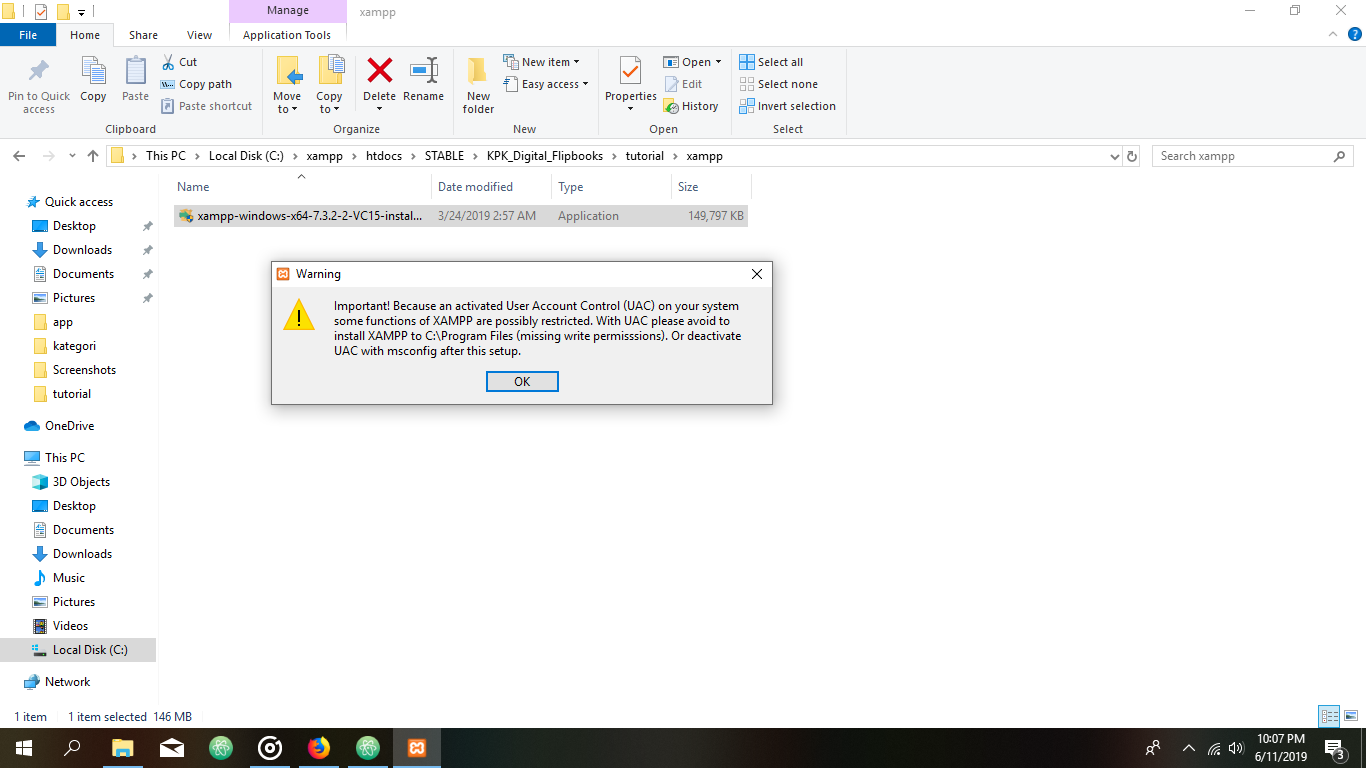 Manage
xampp
File
Home
Share
View
Application Tools
Pin to Quick access
Copy
Paste
Cut
Copy path
Paste shortcut
Clipboard
Move to
Copy to
Delete
Rename
Organize
New folder
New item
Easy access
New
Properties
Open
Edit
History
Open
Select all
Select none
Invert selection
Select
This PC > Local Disk (C:) > xampp > htdocs > STABLE > KPK_Digital_Flipbooks > tutorial > xampp
Search xampp
Name
Date modified
Type
Size
xampp-windows-x64-7.3.2-2-VC15-instal...
3/24/2019 2:57 AM
Application
149,797 KB
Quick access
Desktop
Downloads
Documents
Pictures
app
kategori
Screenshots
tutorial
OneDrive
This PC
3D Objects
Desktop
Documents
Downloads
Music
Pictures
Videos
Local Disk (C:)
Network
Warning
Important! Because an activated User Account Control (UAC) on your system
some functions of XAMPP are possibly restricted. With UAC please avoid to
install XAMPP to C:\Program Files (missing write permisssions). Or deactivate
UAC with msconfig after this setup.
OK
1 item
1 item selected 146 MB
10:07 PM
6/11/2019
3